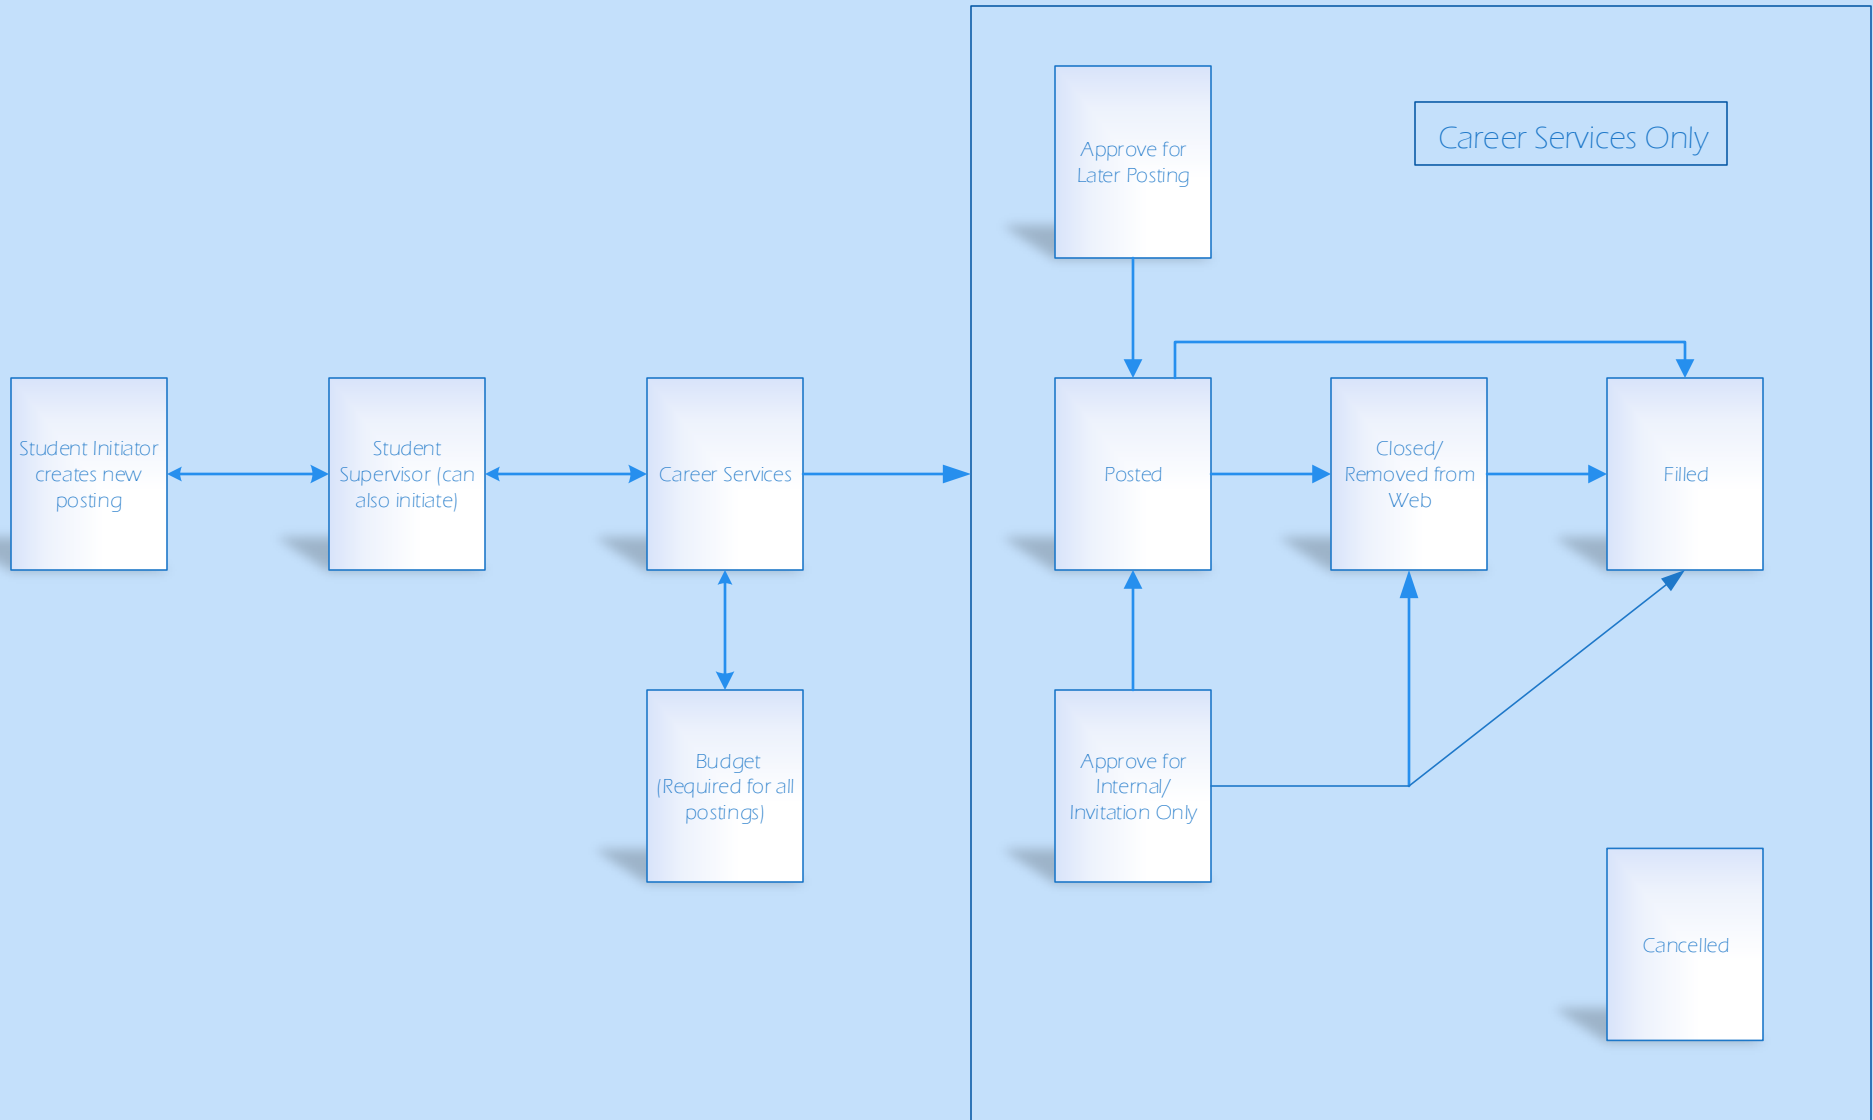 Approve for
Later Posting
Career Services Only
Student Initiator
creates new
posting
Student
Supervisor (can
also initiate)
Career Services
Posted
Closed/
Removed from
Web
Filled
Budget
(Required for all
postings)
Approve for
Internal/
Invitation Only
Cancelled